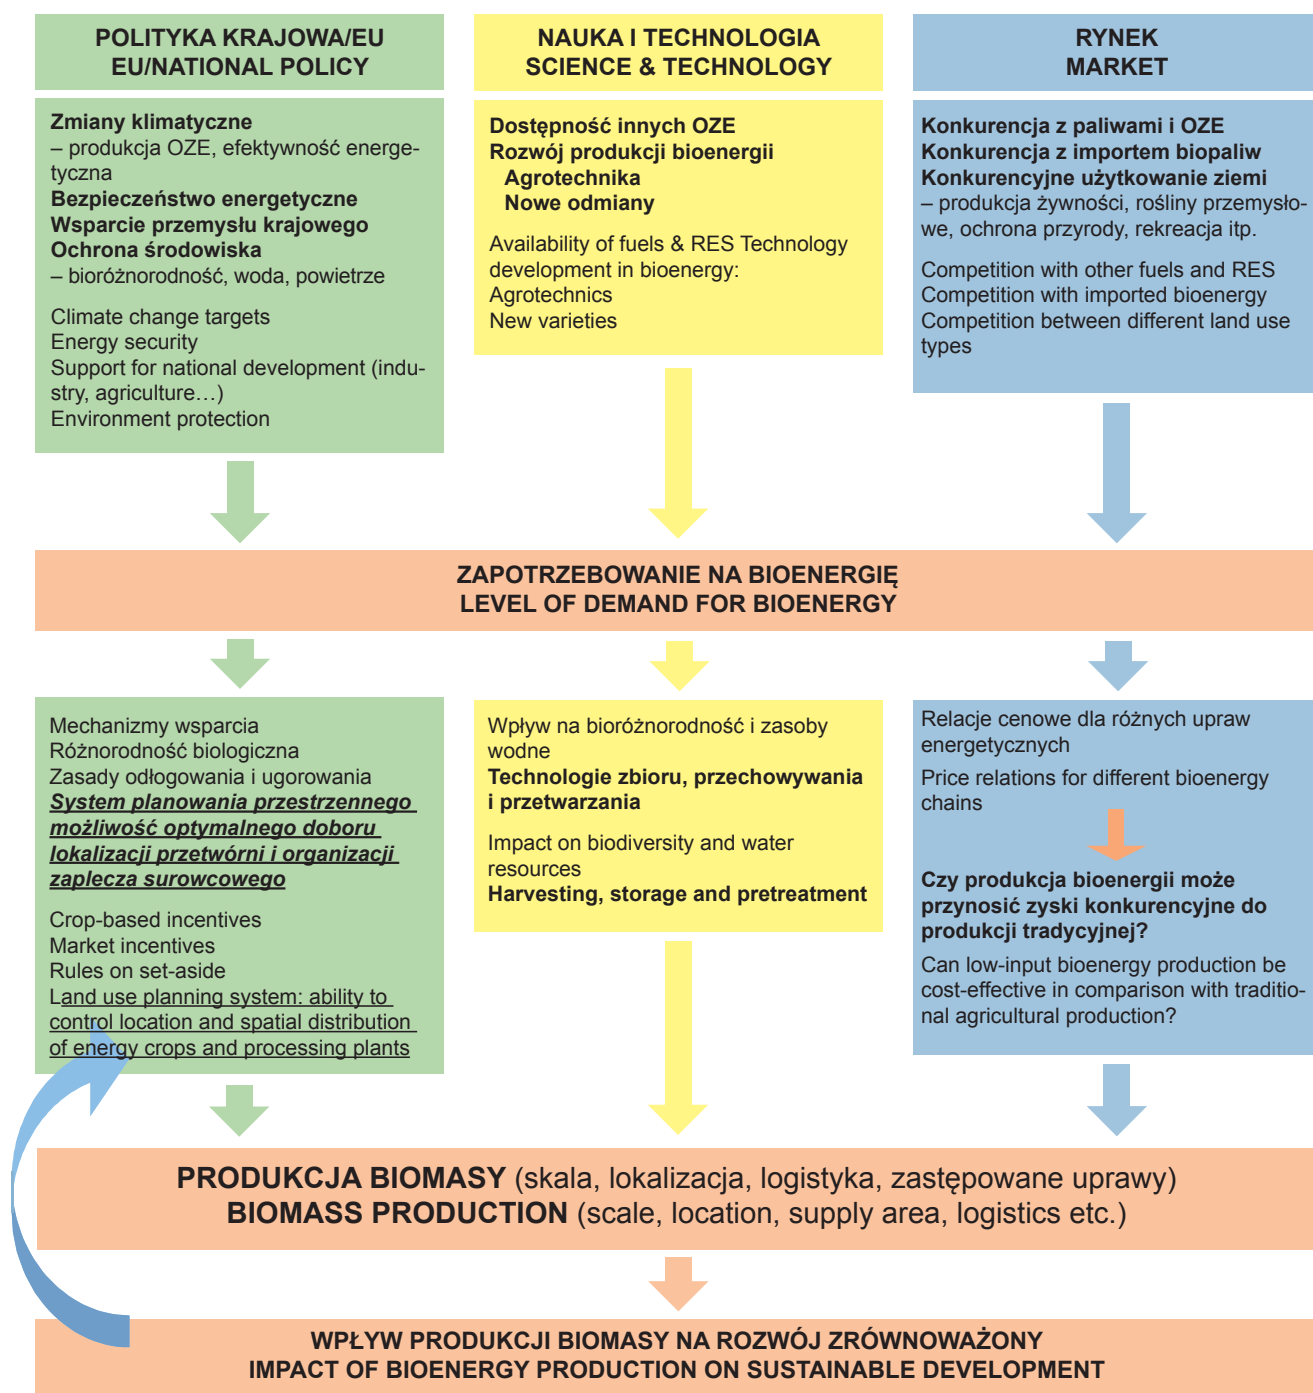 POLITYKA KRAJOWA/EU
EU/NATIONAL POLICY
Zmiany klimatyczne
– produkcja OZE, efektywność energe-
tyczna
Bezpieczeństwo energetyczne
Wsparcie przemysłu krajowego
Ochrona środowiska
– bioróżnorodność, woda, powietrze
Climate change targets
Energy security
Support for national development (indu-
stry, agriculture…)
Environment protection
NAUKA I TECHNOLOGIA
SCIENCE & TECHNOLOGY
Dostępność innych OZE
Rozwój produkcji bioenergii
Agrotechnika
Nowe odmiany
Availability of fuels & RES Technology
development in bioenergy:
Agrotechnics
New varieties
RYNEK
MARKET
Konkurencja z paliwami i OZE
Konkurencja z importem biopaliw
Konkurencyjne użytkowanie ziemi
– produkcja żywności, rośliny przemysło-
we, ochrona przyrody, rekreacja itp.
Competition with other fuels and RES
Competition with imported bioenergy
Competition between different land use
types
ZAPOTRZEBOWANIE NA BIOENERGIĘ
LEVEL OF DEMAND FOR BIOENERGY
Mechanizmy wsparcia
Różnorodność biologiczna
Zasady odłogowania i ugorowania
System planowania przestrzennego
możliwość optymalnego doboru
lokalizacji przetwórni i organizacji
zaplecza surowcowego
Crop-based incentives
Market incentives
Rules on set-aside
Land use planning system: ability to
control location and spatial distribution
of energy crops and processing plants
Wpływ na bioróżnorodność i zasoby
wodne
Technologie zbioru, przechowywania
i przetwarzania
Impact on biodiversity and water
resources
Harvesting, storage and pretreatment
Relacje cenowe dla różnych upraw
energetycznych
Price relations for different bioenergy
chains
Czy produkcja bioenergii może
przynosić zyski konkurencyjne do
produkcji tradycyjnej?
Can low-input bioenergy production be
cost-effective in comparison with traditio-
nal agricultural production?
PRODUKCJA BIOMASY (skala, lokalizacja, logistyka, zastępowane uprawy)
BIOMASS PRODUCTION (scale, location, supply area, logistics etc.)
WPŁYW PRODUKCJI BIOMASY NA ROZWÓJ ZRÓWNOWAŻONY
IMPACT OF BIOENERGY PRODUCTION ON SUSTAINABLE DEVELOPMENT